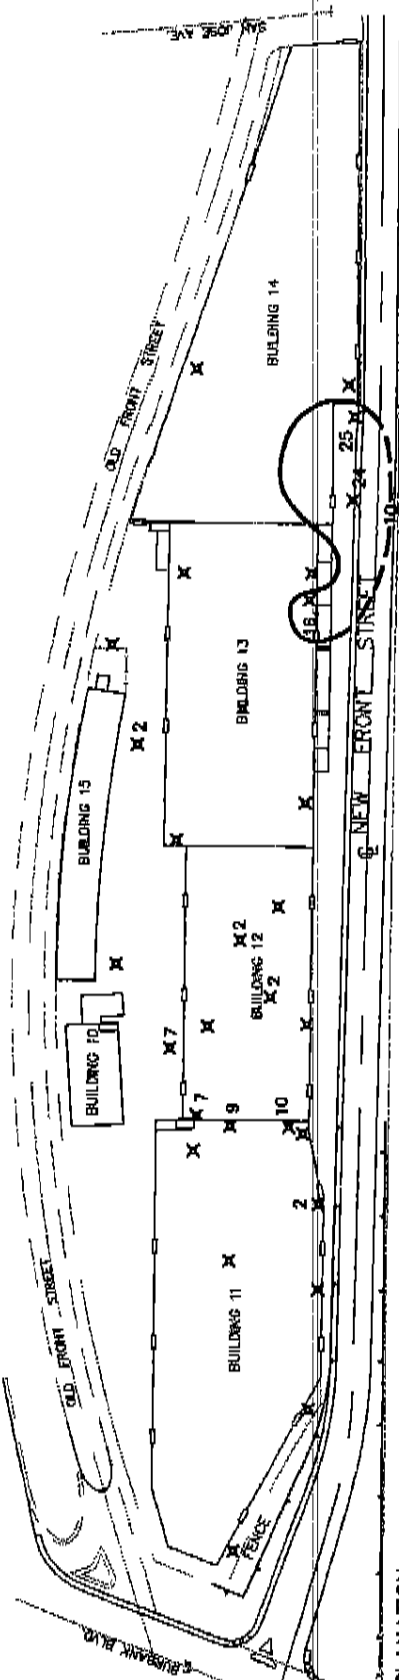 SAN JOSE AVE.
BUILDING 14
OLD FRONT STREET
25
24
10
16
BUILDING 13
NEW FRONT STREET
2
BUILDING 15
2
BUILDING 12
2
7
BUILDING PD
7
9
10
2
BUILDING 11
OLD FRONT STREET
FENCE
BURBANK BLVD.